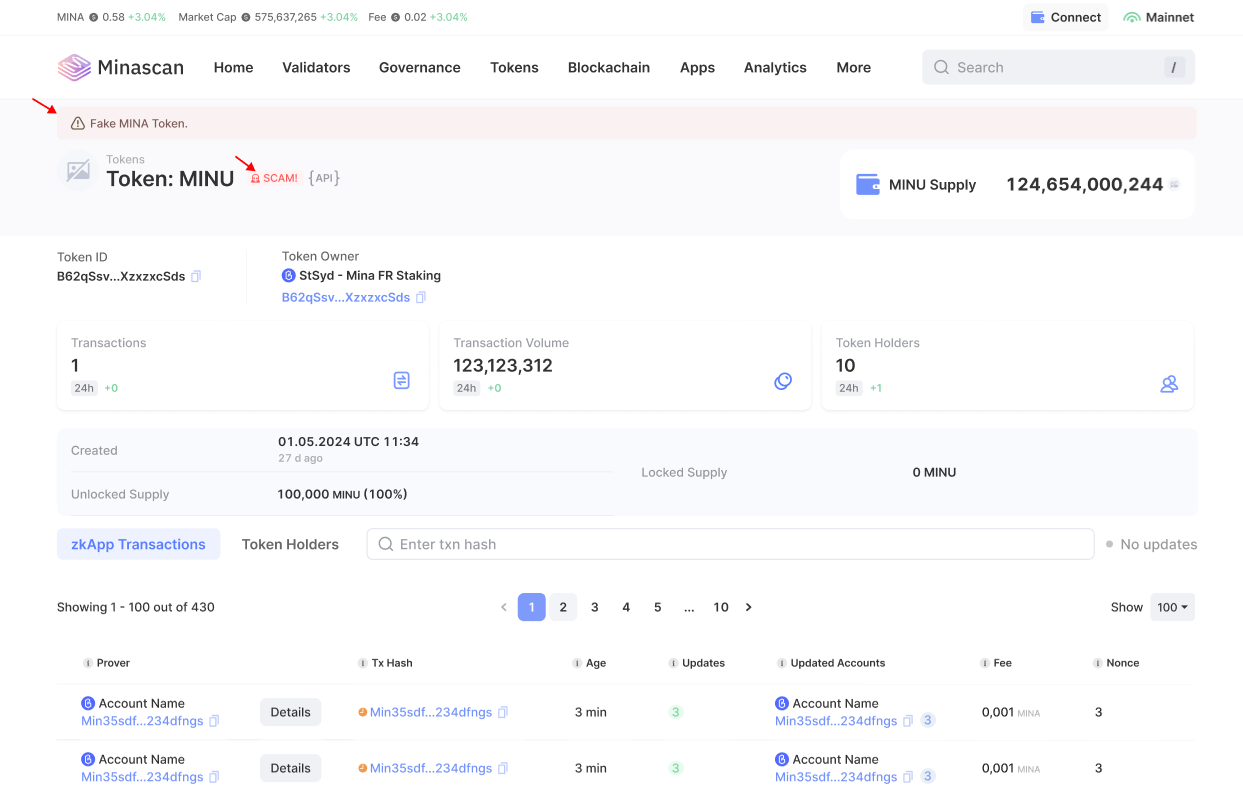 MINA 0.58 +3.04% Market Cap 575,637,265 +3.04% Fee 0.02 +3.04% Connect Mainnet
Minascan Home Validators Governance Tokens Blockchain Apps Analytics More Search /
Fake MINA Token.
Tokens
Token: MINU SCAM! {API} MINU Supply 124,654,000,244
Token ID
B62qSsv...XzxzxcSds
Token Owner
StSyd - Mina FR Staking
B62qSsv...XzxzxcSds
Transactions
1
24h +0
Transaction Volume
123,123,312
24h +0
Token Holders
10
24h +1
Created 01.05.2024 UTC 11:34
27 d ago
Unlocked Supply 100,000 MINU (100%)
Locked Supply 0 MINU
zkApp Transactions Token Holders Enter txn hash No updates
Showing 1 - 100 out of 430 < 1 2 3 4 5 ... 10 > Show 100
Prover Tx Hash Age Updates Updated Accounts Fee Nonce
Account Name Account Name
Min35sdf...234dfngs Details Min35sdf...234dfngs 3 min 3 Min35sdf...234dfngs 3 0,001 MINA 3
Account Name Account Name
Min35sdf...234dfngs Details Min35sdf...234dfngs 3 min 3 Min35sdf...234dfngs 3 0,001 MINA 3